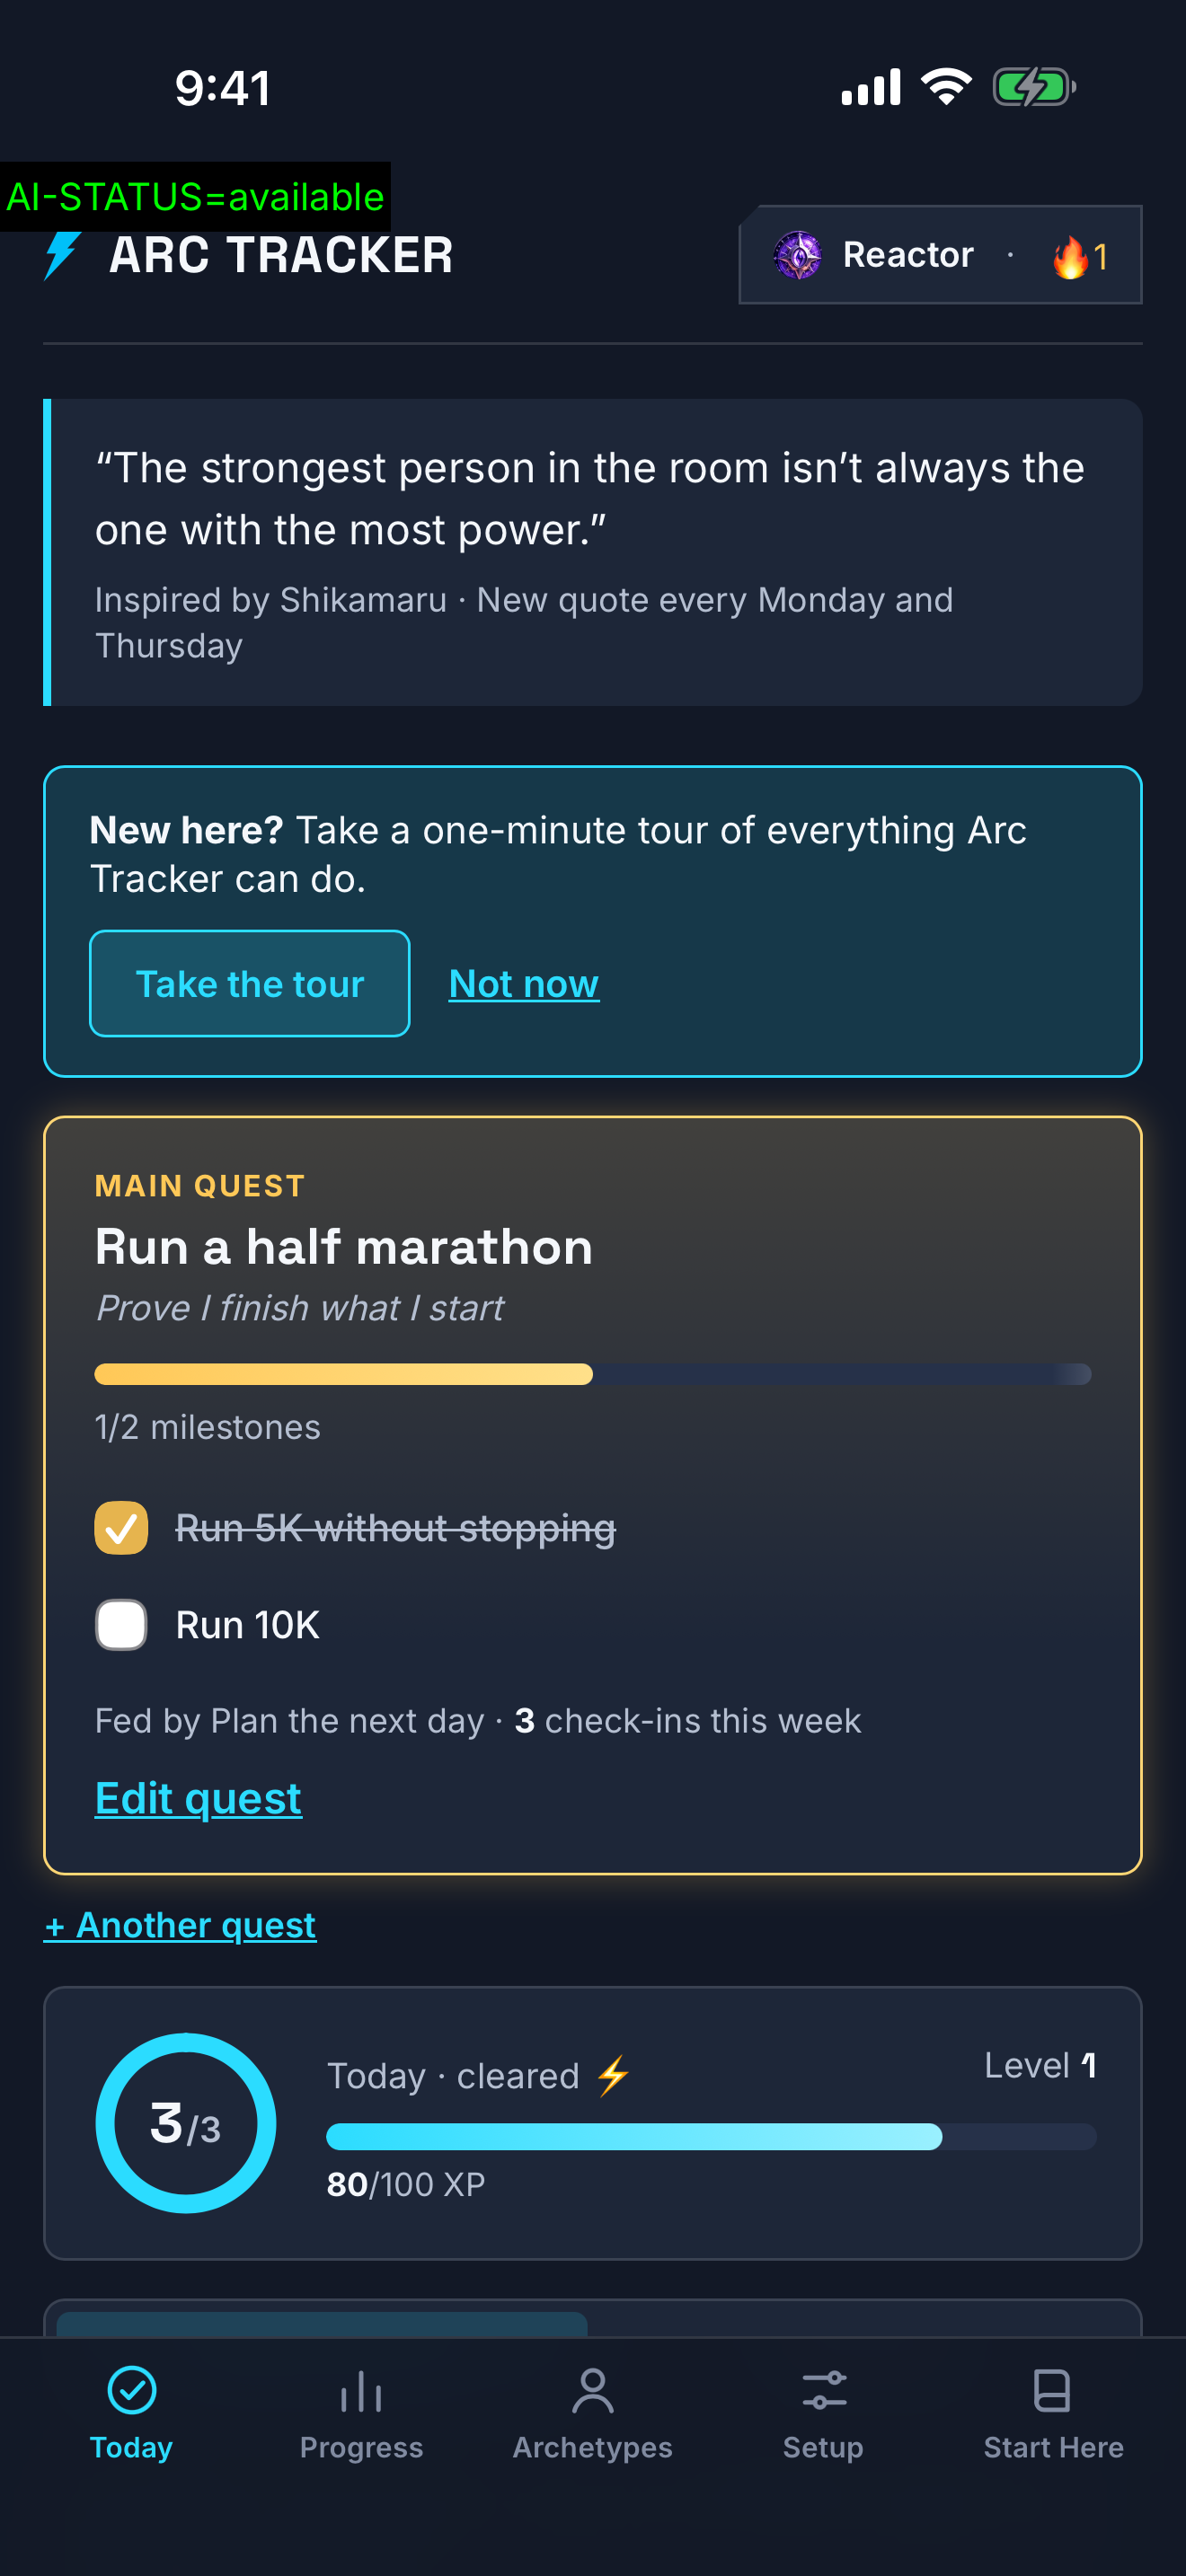 9:41
AI-STATUS=available
ARC TRACKER
Reactor · 🔥1
“The strongest person in the room isn’t always the
one with the most power.”
Inspired by Shikamaru · New quote every Monday and
Thursday
New here? Take a one-minute tour of everything Arc
Tracker can do.
Take the tour
Not now
MAIN QUEST
Run a half marathon
Prove I finish what I start
1/2 milestones
Run 5K without stopping
Run 10K
Fed by Plan the next day · 3 check-ins this week
Edit quest
+ Another quest
3/3
Today · cleared ⚡
Level 1
80/100 XP
Today
Progress
Archetypes
Setup
Start Here